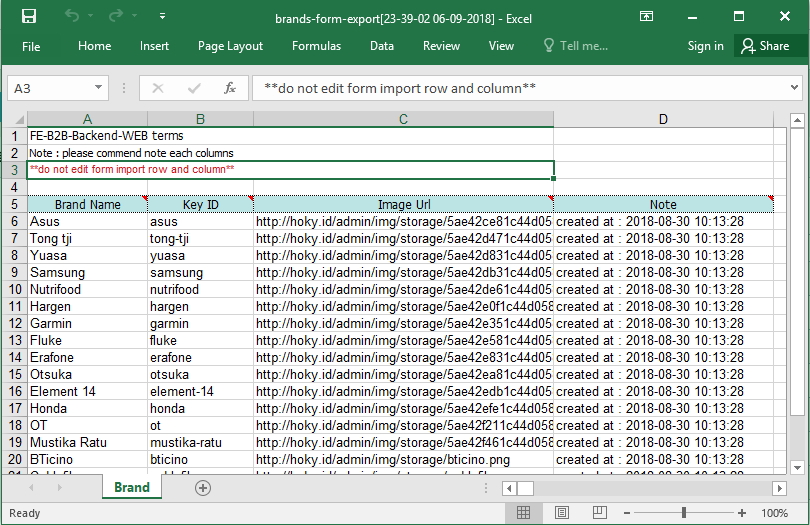 brands-form-export[23-39-02 06-09-2018] - Excel
File Home Insert Page Layout Formulas Data Review View Tell me... Sign in Share
A3 fx **do not edit form import row and column**
A B C D
1 FE-B2B-Backend-WEB terms
2 Note : please commend note each columns
3 **do not edit form import row and column**
4
5 Brand Name Key ID Image Url Note
6 Asus asus http://hoky.id/admin/img/storage/5ae42ce81c44d05 created at : 2018-08-30 10:13:28
7 Tong tji tong-tji http://hoky.id/admin/img/storage/5ae42d471c44d05 created at : 2018-08-30 10:13:28
8 Yuasa yuasa http://hoky.id/admin/img/storage/5ae42d831c44d05 created at : 2018-08-30 10:13:28
9 Samsung samsung http://hoky.id/admin/img/storage/5ae42db31c44d05 created at : 2018-08-30 10:13:28
10 Nutrifood nutrifood http://hoky.id/admin/img/storage/5ae42de61c44d05 created at : 2018-08-30 10:13:28
11 Hargen hargen http://hoky.id/admin/img/storage/5ae42e0f1c44d058 created at : 2018-08-30 10:13:28
12 Garmin garmin http://hoky.id/admin/img/storage/5ae42e351c44d05 created at : 2018-08-30 10:13:28
13 Fluke fluke http://hoky.id/admin/img/storage/5ae42e581c44d05 created at : 2018-08-30 10:13:28
14 Erafone erafone http://hoky.id/admin/img/storage/5ae42e831c44d05 created at : 2018-08-30 10:13:28
15 Otsuka otsuka http://hoky.id/admin/img/storage/5ae42ea81c44d05 created at : 2018-08-30 10:13:28
16 Element 14 element-14 http://hoky.id/admin/img/storage/5ae42edb1c44d05 created at : 2018-08-30 10:13:28
17 Honda honda http://hoky.id/admin/img/storage/5ae42efe1c44d058 created at : 2018-08-30 10:13:28
18 OT ot http://hoky.id/admin/img/storage/5ae42f211c44d058 created at : 2018-08-30 10:13:28
19 Mustika Ratu mustika-ratu http://hoky.id/admin/img/storage/5ae42f461c44d058 created at : 2018-08-30 10:13:28
20 BTicino bticino http://hoky.id/admin/img/storage/bticino.png created at : 2018-08-30 10:13:28
Brand
Ready 100%